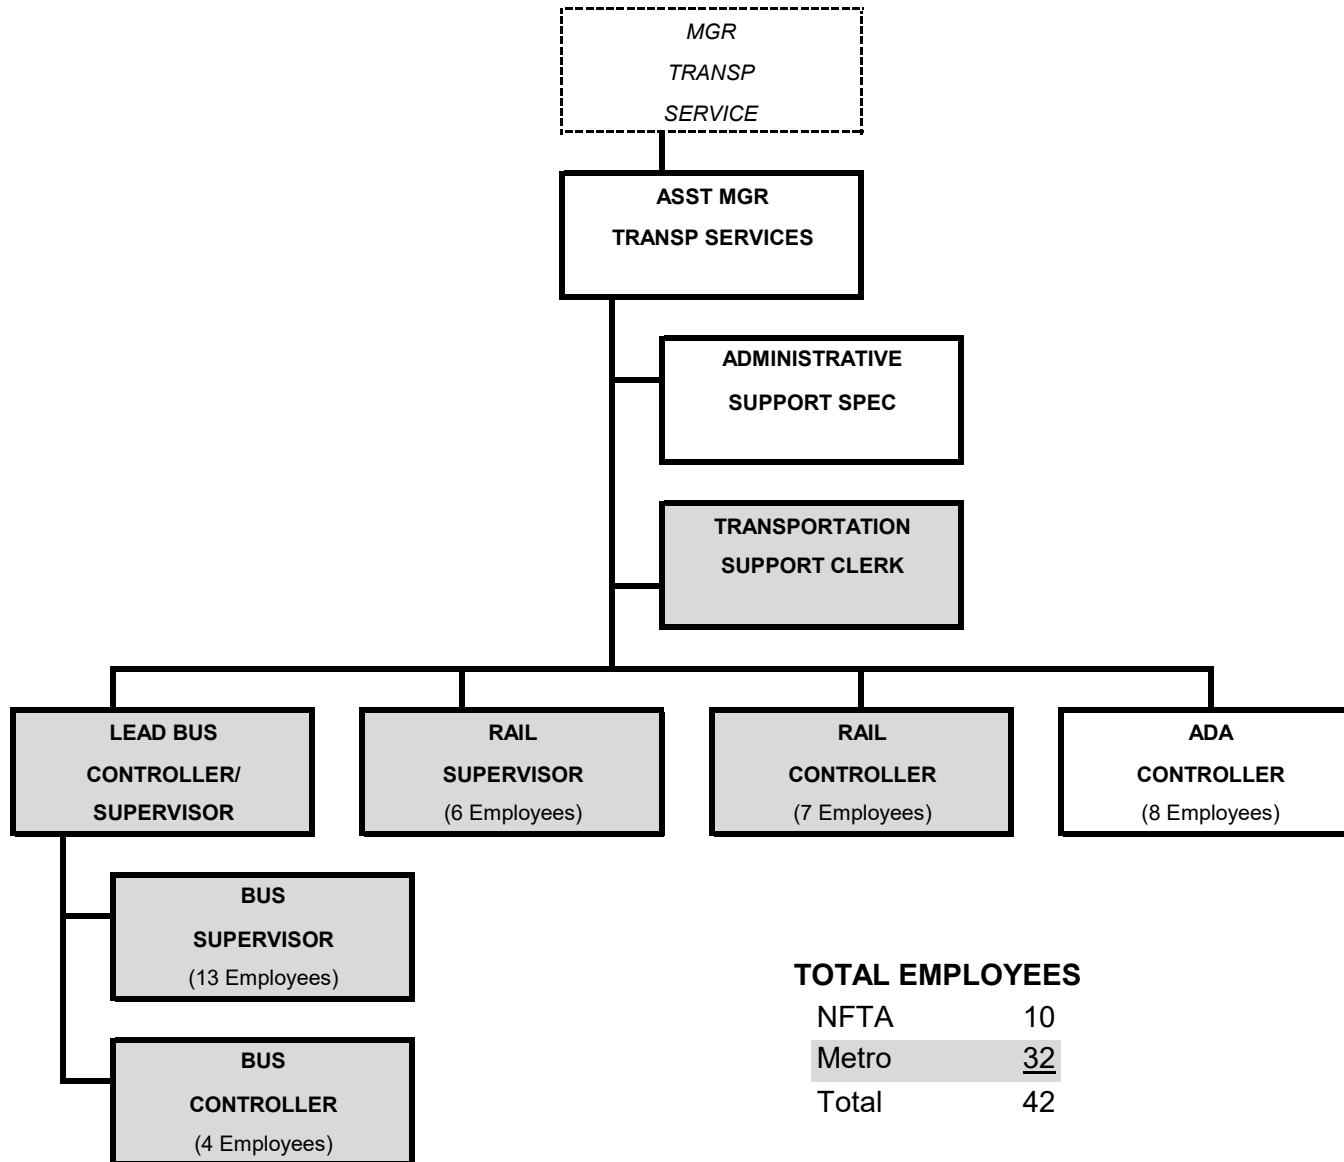 MGR
TRANSP
SERVICE
ASST MGR
TRANSP SERVICES
ADMINISTRATIVE
SUPPORT SPEC
TRANSPORTATION
SUPPORT CLERK
LEAD BUS
CONTROLLER/
SUPERVISOR
RAIL
SUPERVISOR
(6 Employees)
RAIL
CONTROLLER
(7 Employees)
ADA
CONTROLLER
(8 Employees)
BUS
SUPERVISOR
(13 Employees)
BUS
CONTROLLER
(4 Employees)
TOTAL EMPLOYEES
NFTA 10
Metro 32
Total 42